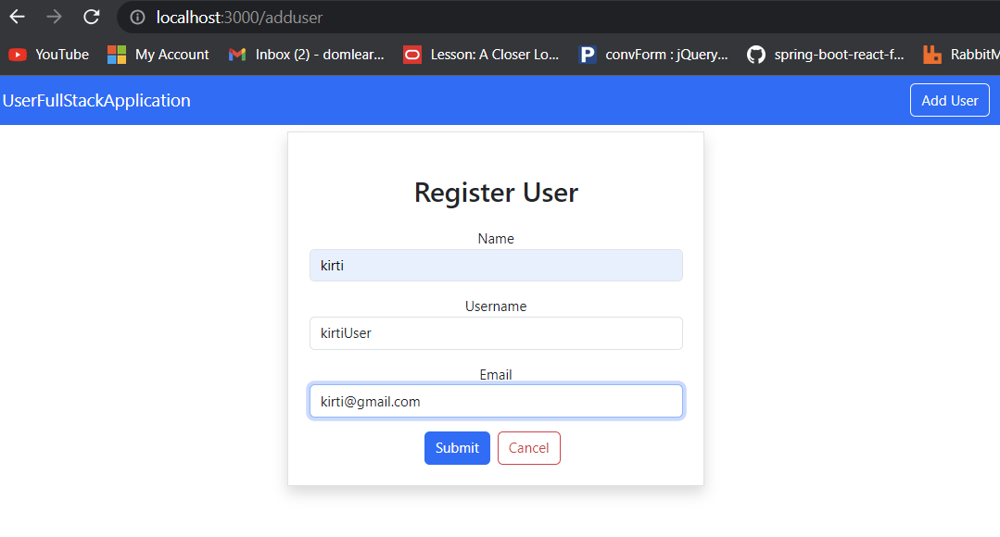 localhost:3000/adduser
YouTube My Account Inbox (2) - domlear... Lesson: A Closer Lo... convForm : jQuery... spring-boot-react-f... RabbitM
UserFullStackApplication Add User
Register User
Name
kirti
Username
kirtiUser
Email
kirti@gmail.com
Submit Cancel